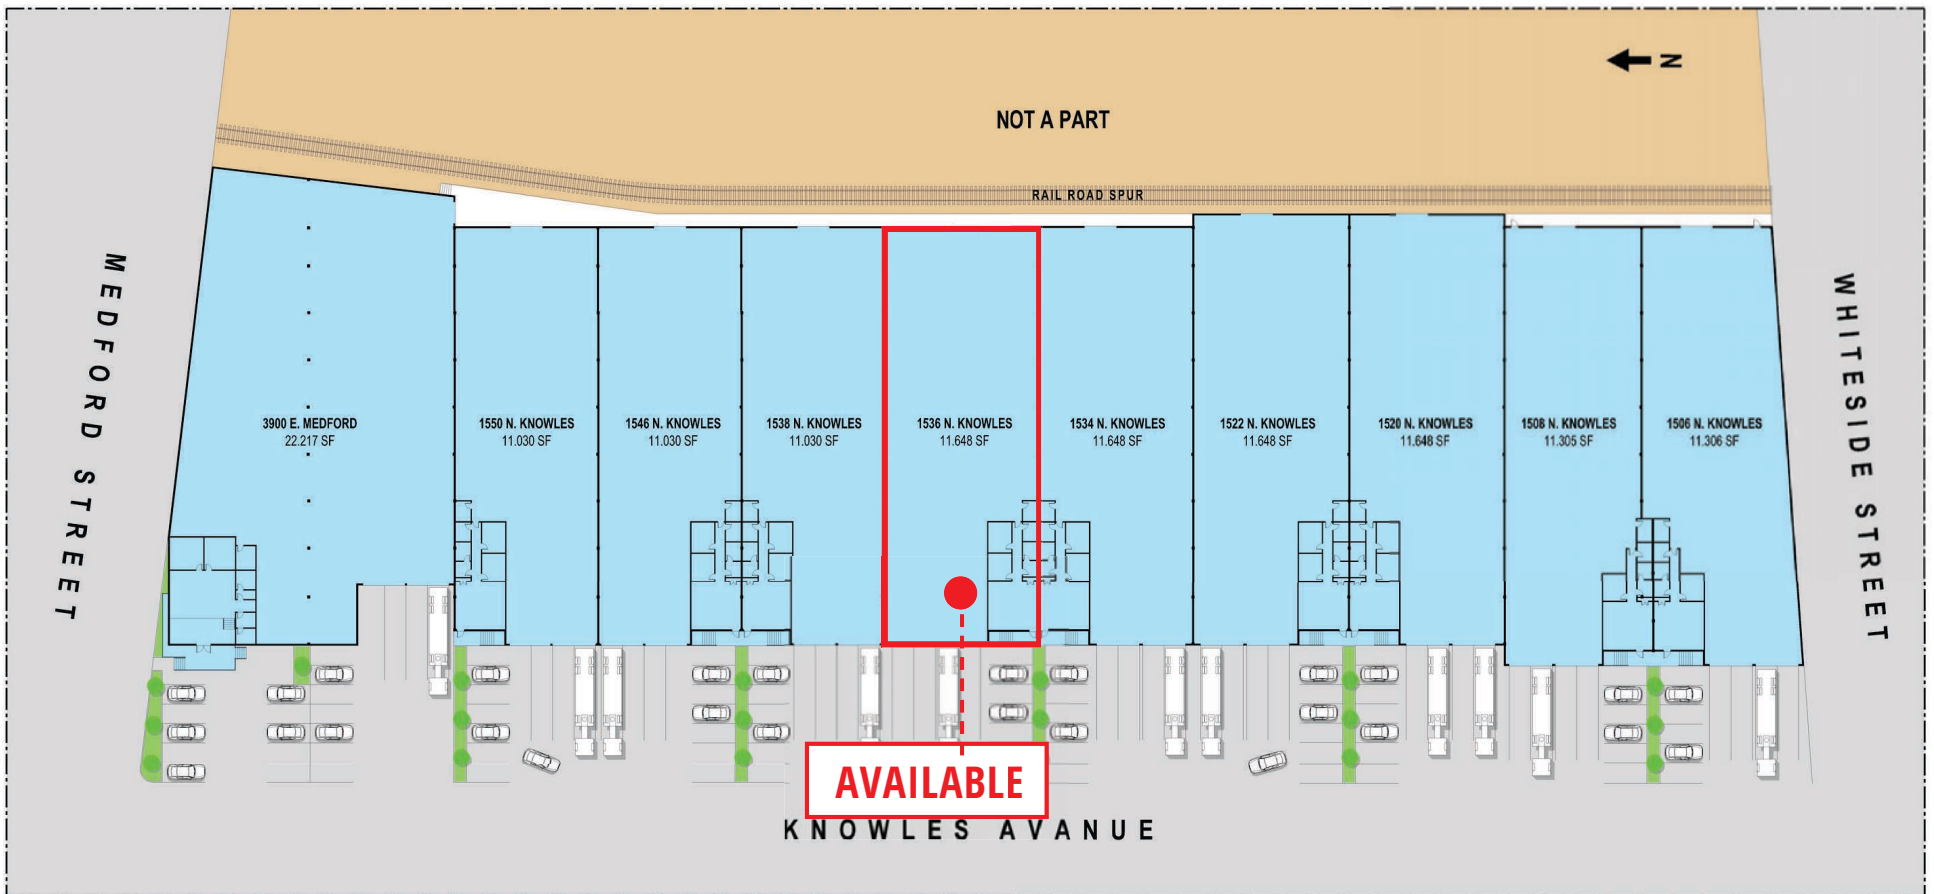 N
NOT A PART
RAIL ROAD SPUR
MEDFORD STREET
WHITESIDE STREET
3900 E. MEDFORD
22.217 SF
1550 N. KNOWLES
11.030 SF
1546 N. KNOWLES
11.030 SF
1538 N. KNOWLES
11.030 SF
1536 N. KNOWLES
11.648 SF
1534 N. KNOWLES
11.648 SF
1522 N. KNOWLES
11.648 SF
1520 N. KNOWLES
11.648 SF
1508 N. KNOWLES
11.305 SF
1506 N. KNOWLES
11.306 SF
AVAILABLE
KNOWLES AVANUE